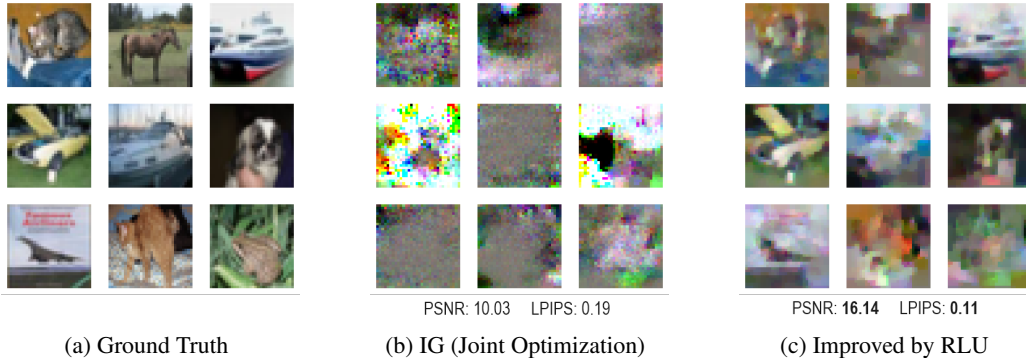 PSNR: 10.03 LPIPS: 0.19
PSNR: 16.14 LPIPS: 0.11
(a) Ground Truth
(b) IG (Joint Optimization)
(c) Improved by RLU